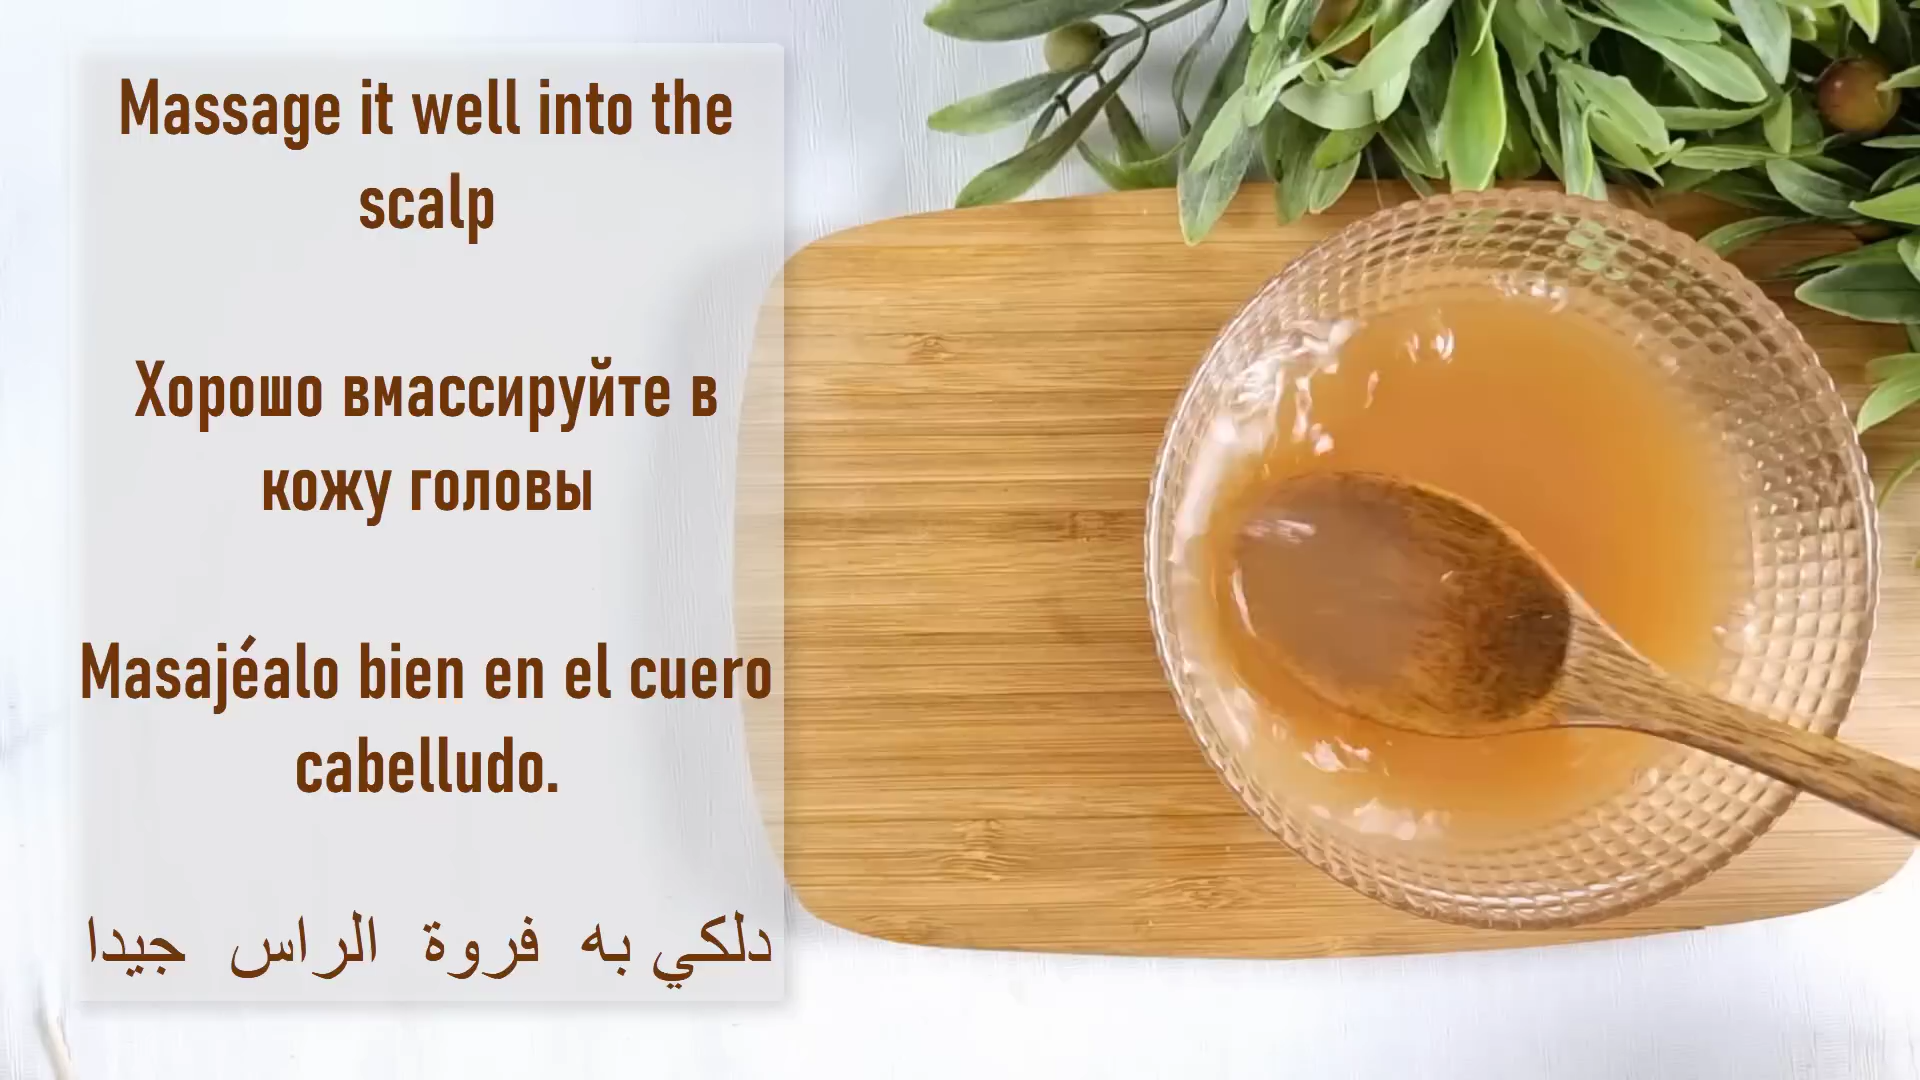 Massage it well into the
scalp
Хорошо вмассируйте в
кожу головы
Masajéalo bien en el cuero
cabelludo.
دلكي به فروة الراس جيدا